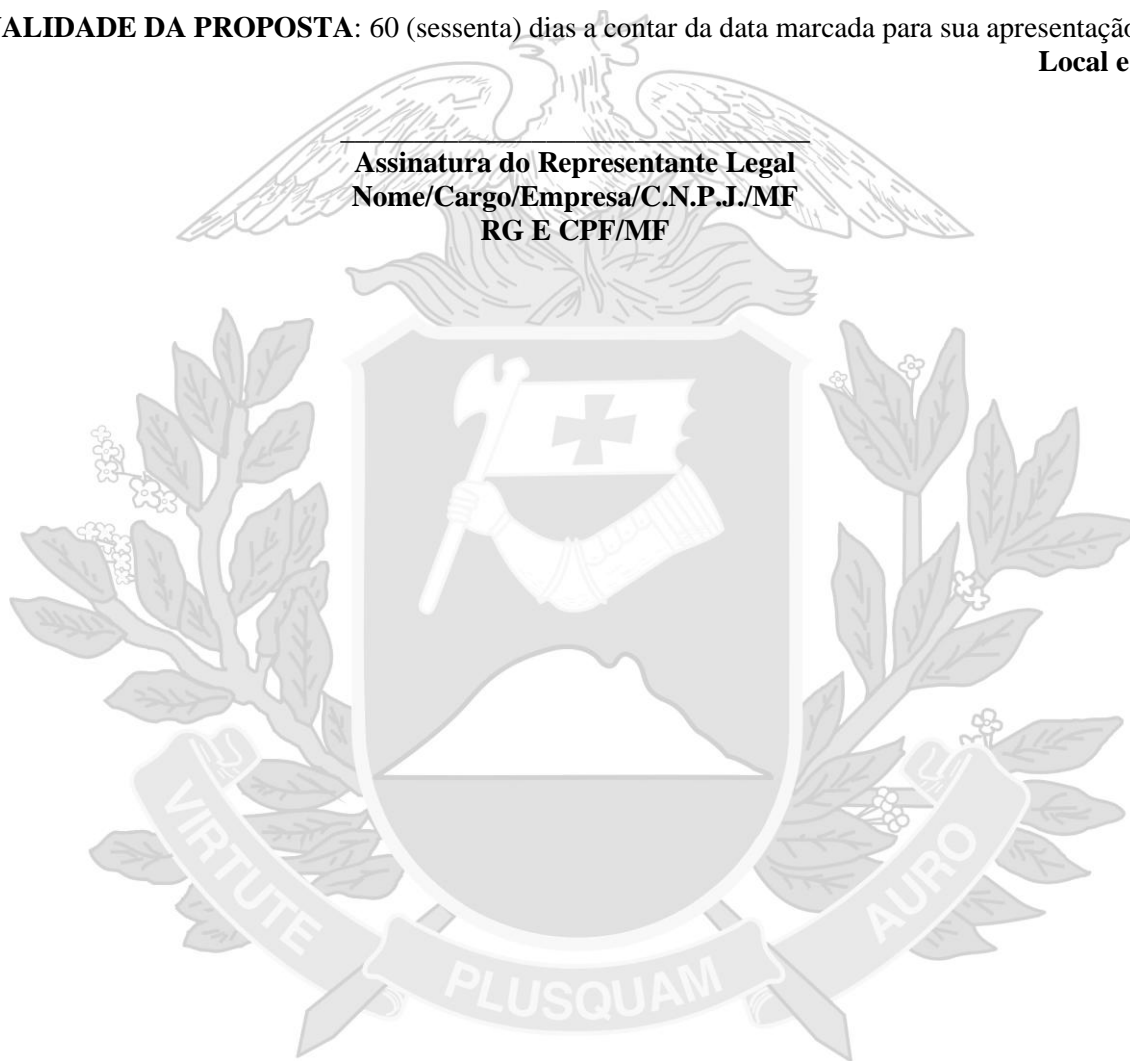 ALIDADE DA PROPOSTA: 60 (sessenta) dias a contar da data marcada para sua apresentação
Local e
Assinatura do Representante Legal
Nome/Cargo/Empresa/C.N.P.J./MF
RG E CPF/MF
VIRTUTE PLUSQUAM AURO